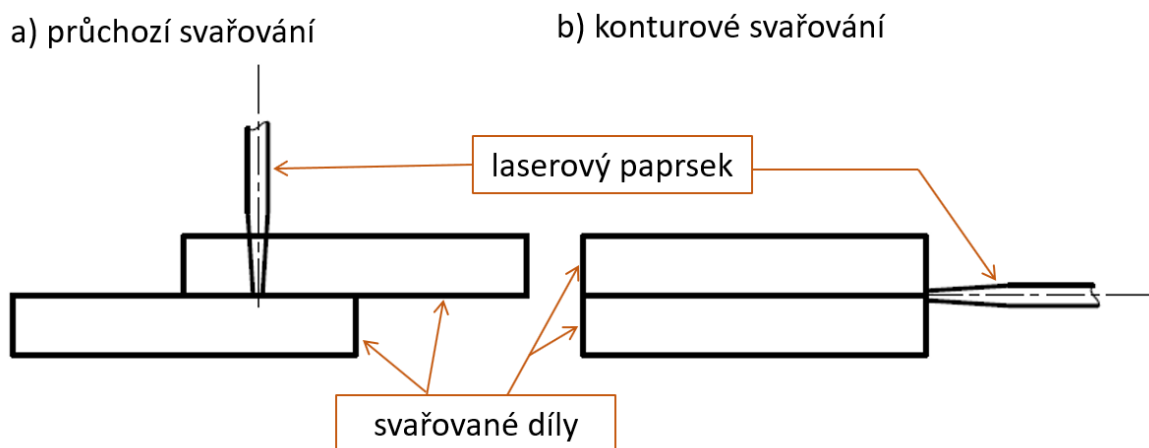 a) průchozí svařování
b) konturové svařování
laserový paprsek
svařované díly